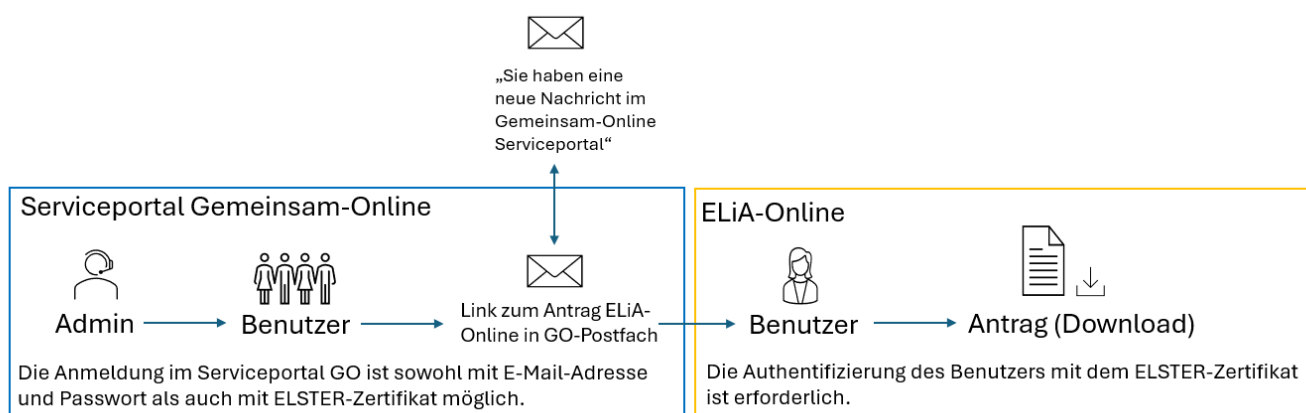 „Sie haben eine
neue Nachricht im
Gemeinsam-Online
Serviceportal“
Serviceportal Gemeinsam-Online
Admin
Benutzer
Link zum Antrag ELiA-
Online in GO-Postfach
Die Anmeldung im Serviceportal GO ist sowohl mit E-Mail-Adresse
und Passwort als auch mit ELSTER-Zertifikat möglich.
ELiA-Online
Benutzer
Antrag (Download)
Die Authentifizierung des Benutzers mit dem ELSTER-Zertifikat
ist erforderlich.